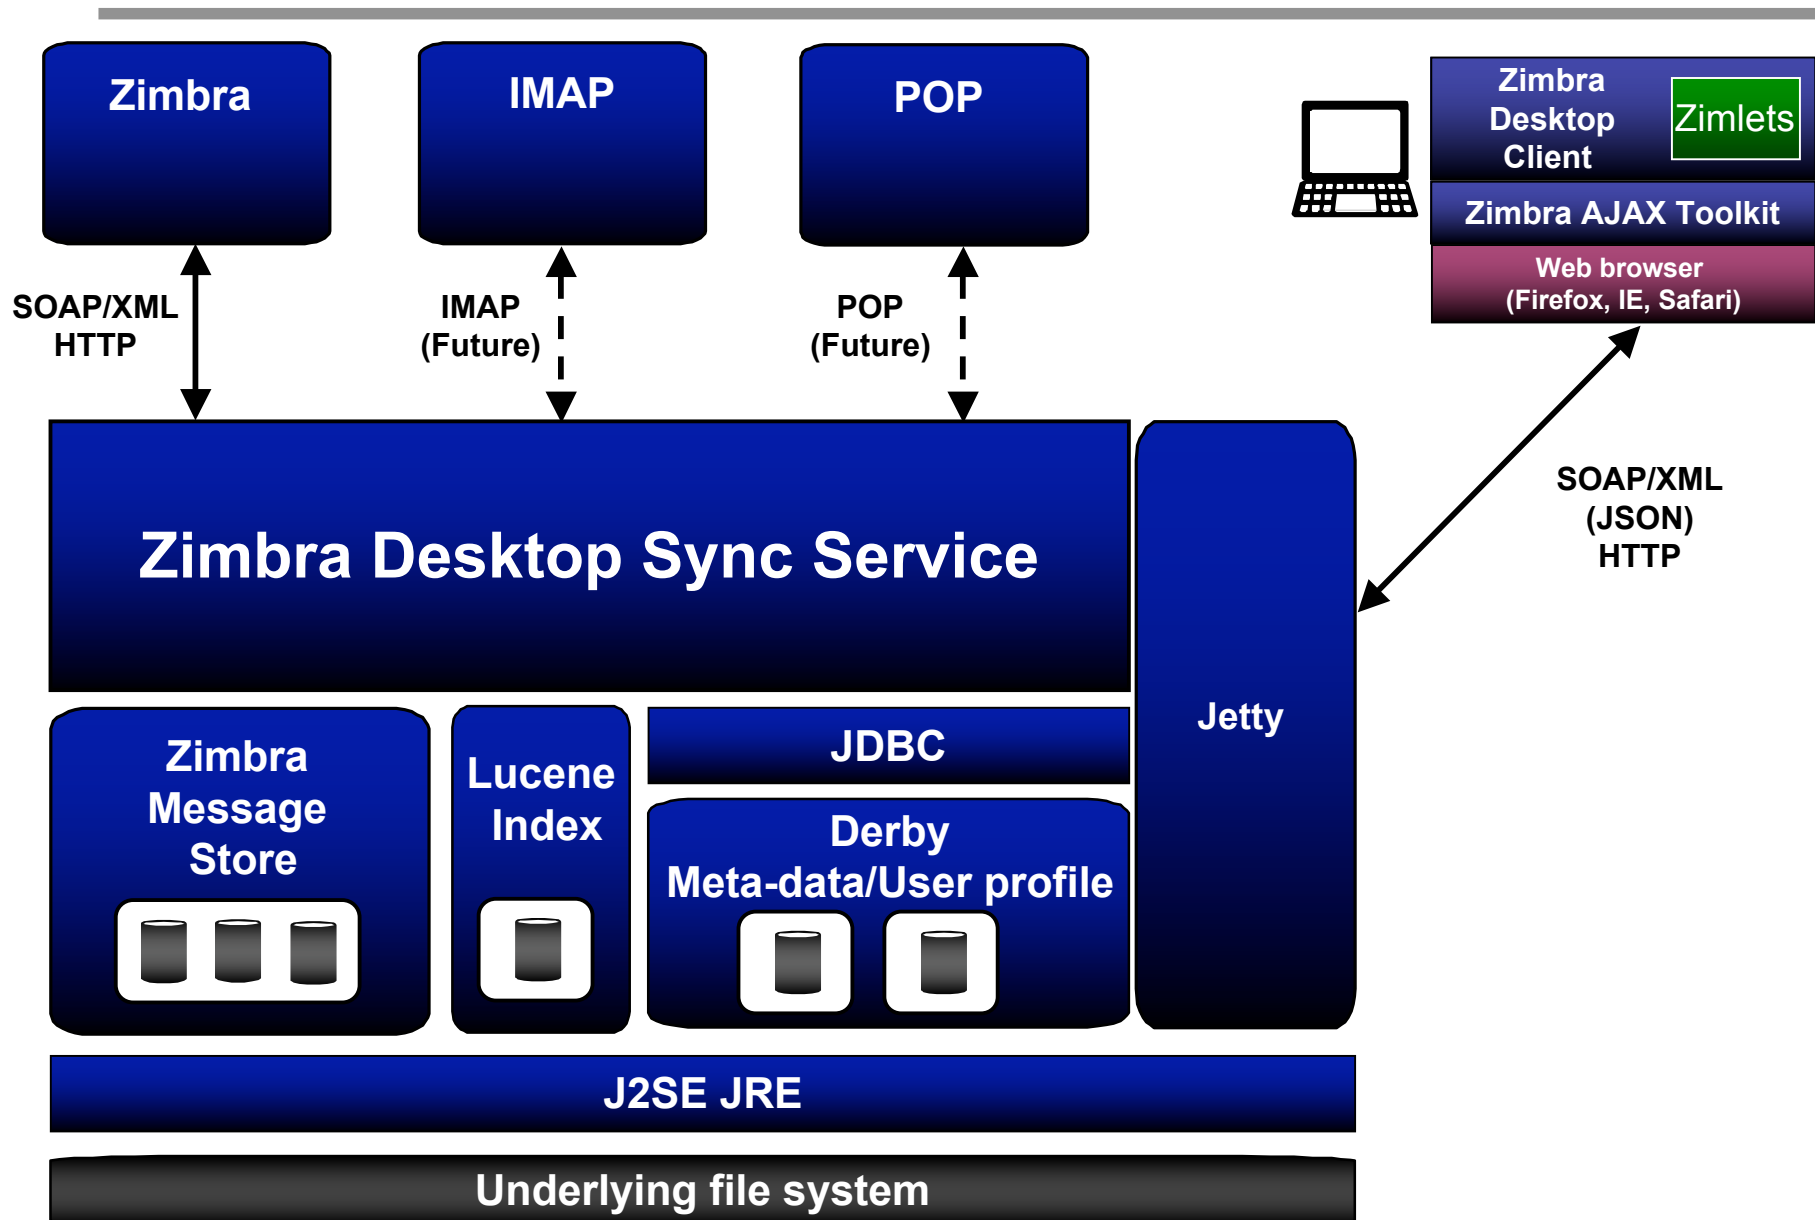 Zimbra
IMAP
POP
Zimbra
Desktop
Client
Zimlets
Zimbra AJAX Toolkit
Web browser
(Firefox, IE, Safari)
SOAP/XML
HTTP
IMAP
(Future)
POP
(Future)
SOAP/XML
(JSON)
HTTP
Zimbra Desktop Sync Service
Jetty
Zimbra
Message
Store
Lucene
Index
JDBC
Derby
Meta-data/User profile
J2SE JRE
Underlying file system